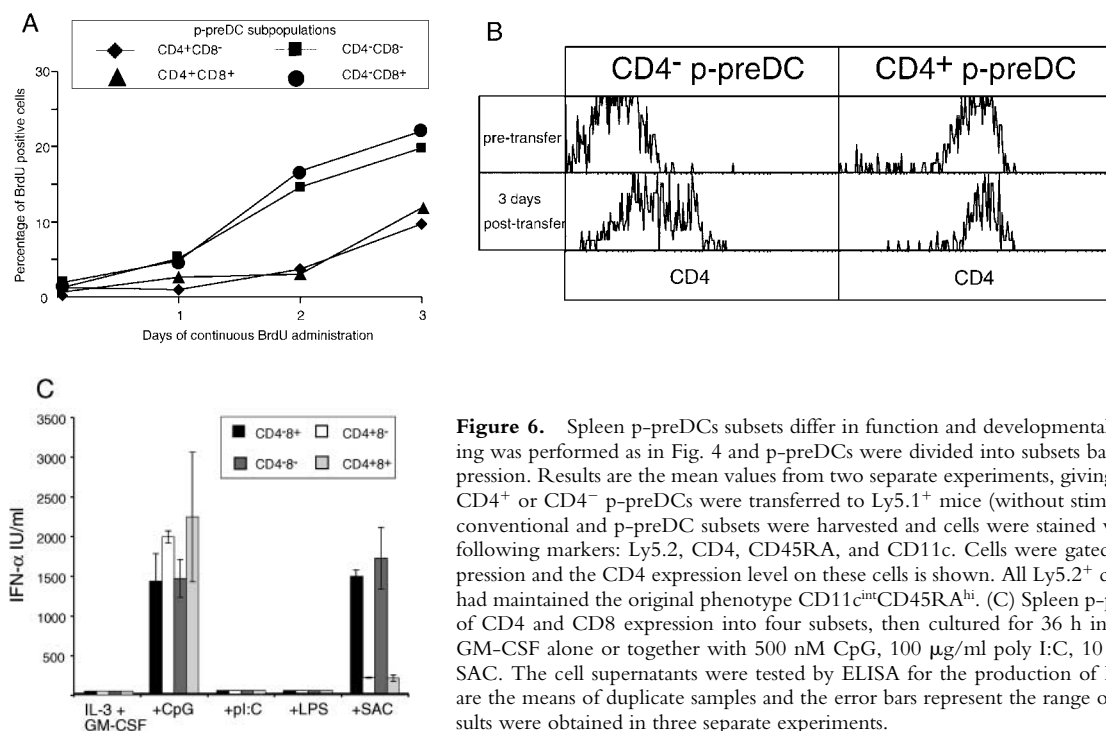 A
p-preDC subpopulations
CD4+CD8- CD4-CD8-
CD4+CD8+ CD4-CD8+
Percentage of BrdU positive cells
30
20
10
0
1 2 3
Days of continuous BrdU administration
B
CD4- p-preDC CD4+ p-preDC
pre-transfer
3 days
post-transfer
CD4 CD4
C
IFN-α IU/ml
3500
3000
2500
2000
1500
1000
500
CD4-8+ CD4+8-
CD4-8- CD4+8+
IL-3 +
GM-CSF
+CpG +pI:C +LPS +SAC
Figure 6. Spleen p-preDCs subsets differ in function and developmental
ing was performed as in Fig. 4 and p-preDCs were divided into subsets ba
pression. Results are the mean values from two separate experiments, giving
CD4+ or CD4− p-preDCs were transferred to Ly5.1+ mice (without stim
conventional and p-preDC subsets were harvested and cells were stained
following markers: Ly5.2, CD4, CD45RA, and CD11c. Cells were gated
pression and the CD4 expression level on these cells is shown. All Ly5.2+
had maintained the original phenotype CD11cintCD45RAhi. (C) Spleen p-p
of CD4 and CD8 expression into four subsets, then cultured for 36 h in
GM-CSF alone or together with 500 nM CpG, 100 μg/ml poly I:C, 10
SAC. The cell supernatants were tested by ELISA for the production of
are the means of duplicate samples and the error bars represent the range o
sults were obtained in three separate experiments.